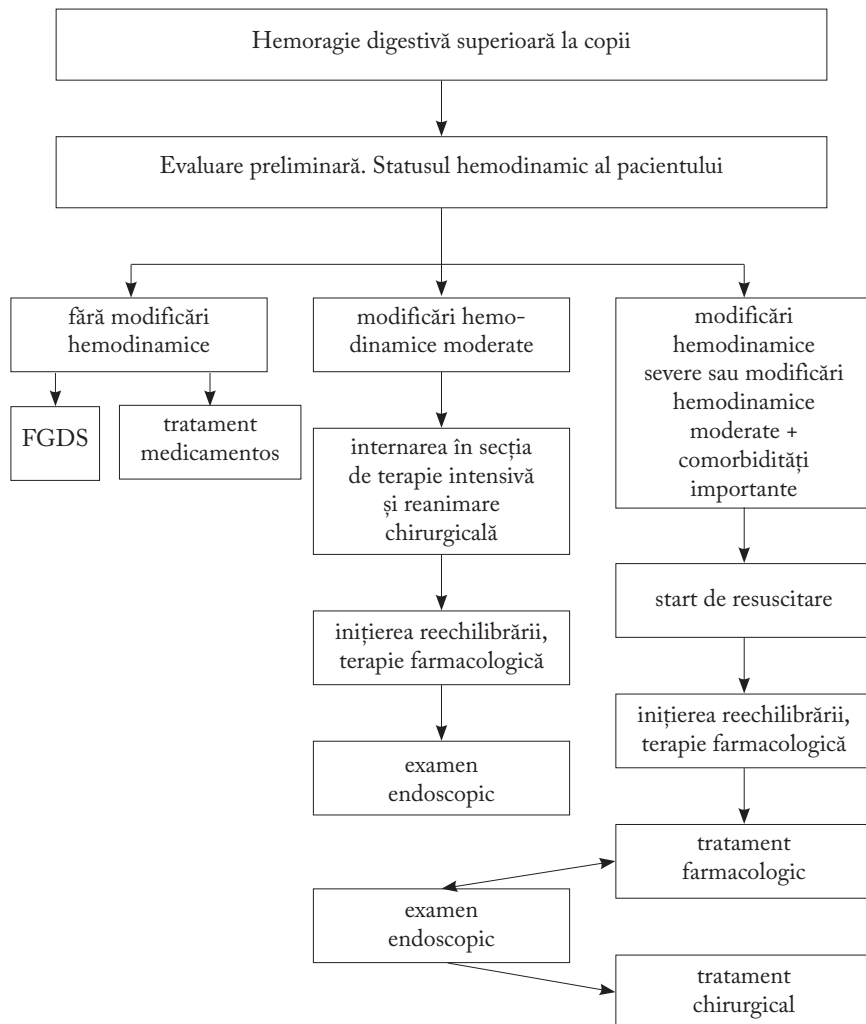 Hemoragie digestivă superioară la copii
Evaluare preliminară. Statusul hemodinamic al pacientului
fără modificări
hemodinamice
FGDS
tratament
medicamentos
modificări hemo-
dinamice moderate
internarea în secția
de terapie intensivă
și reanimare
chirurgicală
inițierea reechilibrării,
terapie farmacologică
examen
endoscopic
modificări
hemodinamice
severe sau modificări
hemodinamice
moderate +
comorbidități
importante
start de resuscitare
inițierea reechilibrării,
terapie farmacologică
tratament
farmacologic
examen
endoscopic
tratament
chirurgical